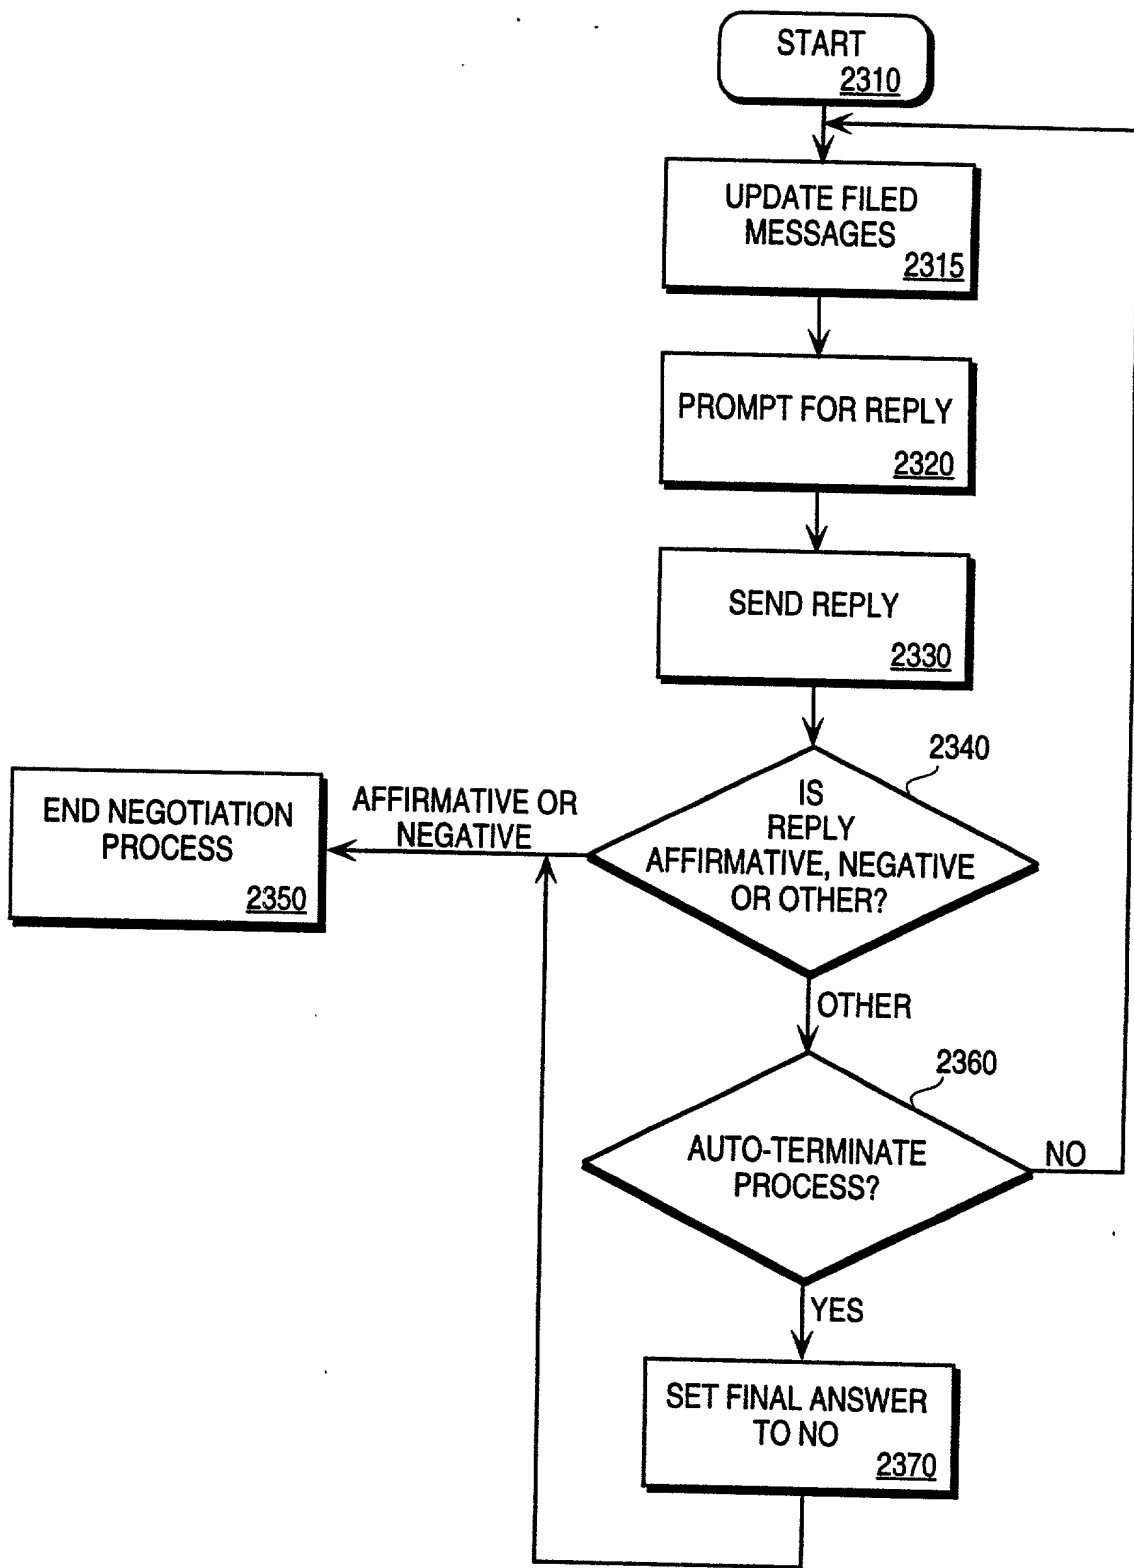 START
2310
UPDATE FILED
MESSAGES
2315
PROMPT FOR REPLY
2320
SEND REPLY
2330
2340
IS
REPLY
AFFIRMATIVE, NEGATIVE
OR OTHER?
AFFIRMATIVE OR
NEGATIVE
END NEGOTIATION
PROCESS
2350
OTHER
2360
AUTO-TERMINATE
PROCESS?
NO
YES
SET FINAL ANSWER
TO NO
2370